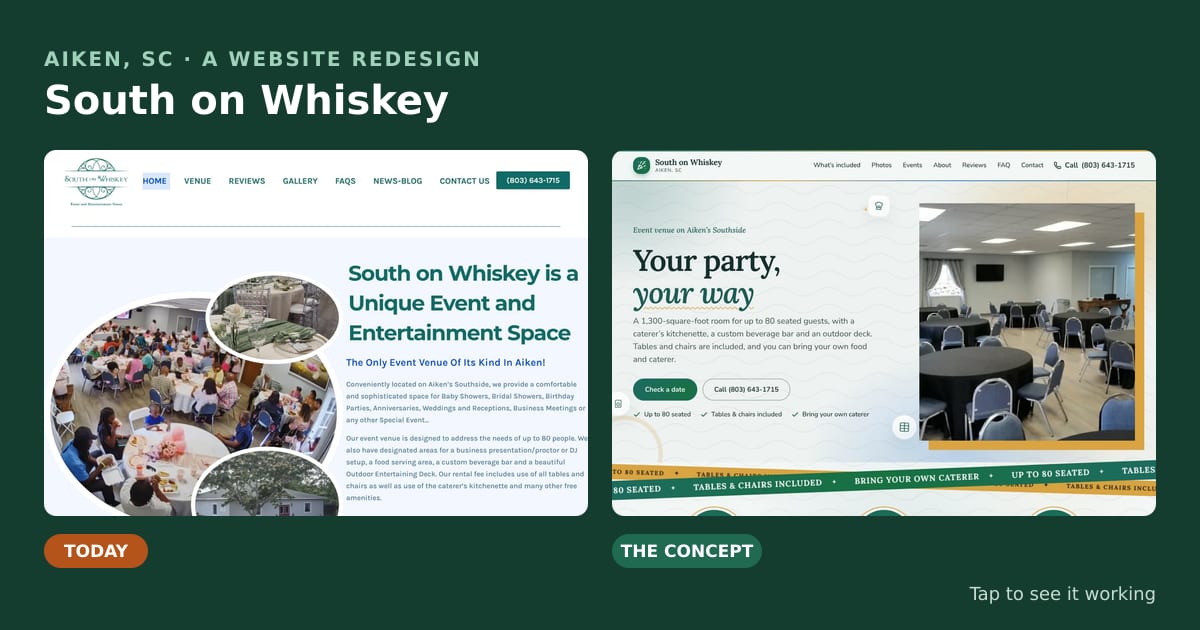 AIKEN, SC · A WEBSITE REDESIGN
South on Whiskey
SOUTH ON WHISKEY
Event and Entertainment Venue
HOME
VENUE
REVIEWS
GALLERY
FAQS
NEWS-BLOG
CONTACT US
(803) 643-1715
South on Whiskey is a
Unique Event and
Entertainment Space
The Only Event Venue Of Its Kind In Aiken!
Conveniently located on Aiken's Southside, we provide a comfortable
and sophisticated space for Baby Showers, Bridal Showers, Birthday
Parties, Anniversaries, Weddings and Receptions, Business Meetings or
any other Special Event...
Our event venue is designed to address the needs of up to 80 people. We
also have designated areas for a business presentation/proctor or DJ
setup, a food serving area, a custom beverage bar and a beautiful
Outdoor Entertaining Deck. Our rental fee includes use of all tables and
chairs as well as use of the caterer's kitchenette and many other free
amenities.
TODAY
South on Whiskey
AIKEN, SC
What's included
Photos
Events
About
Reviews
FAQ
Contact
Call (803) 643-1715
Event venue on Aiken's Southside
Your party,
your way
A 1,300-square-foot room for up to 80 seated guests, with a
caterer's kitchenette, a custom beverage bar and an outdoor deck.
Tables and chairs are included, and you can bring your own food
and caterer.
Check a date
Call (803) 643-1715
Up to 80 seated
Tables & chairs included
Bring your own caterer
TO 80 SEATED
TABLES & CHAIRS INCLUDED
80 SEATED
TABLES & CHAIRS INCLUDED
BRING YOUR OWN CATERER
UP TO 80 SEATED
TABLES
SEATED
TABLES & CHAIRS INCLU
THE CONCEPT
Tap to see it working